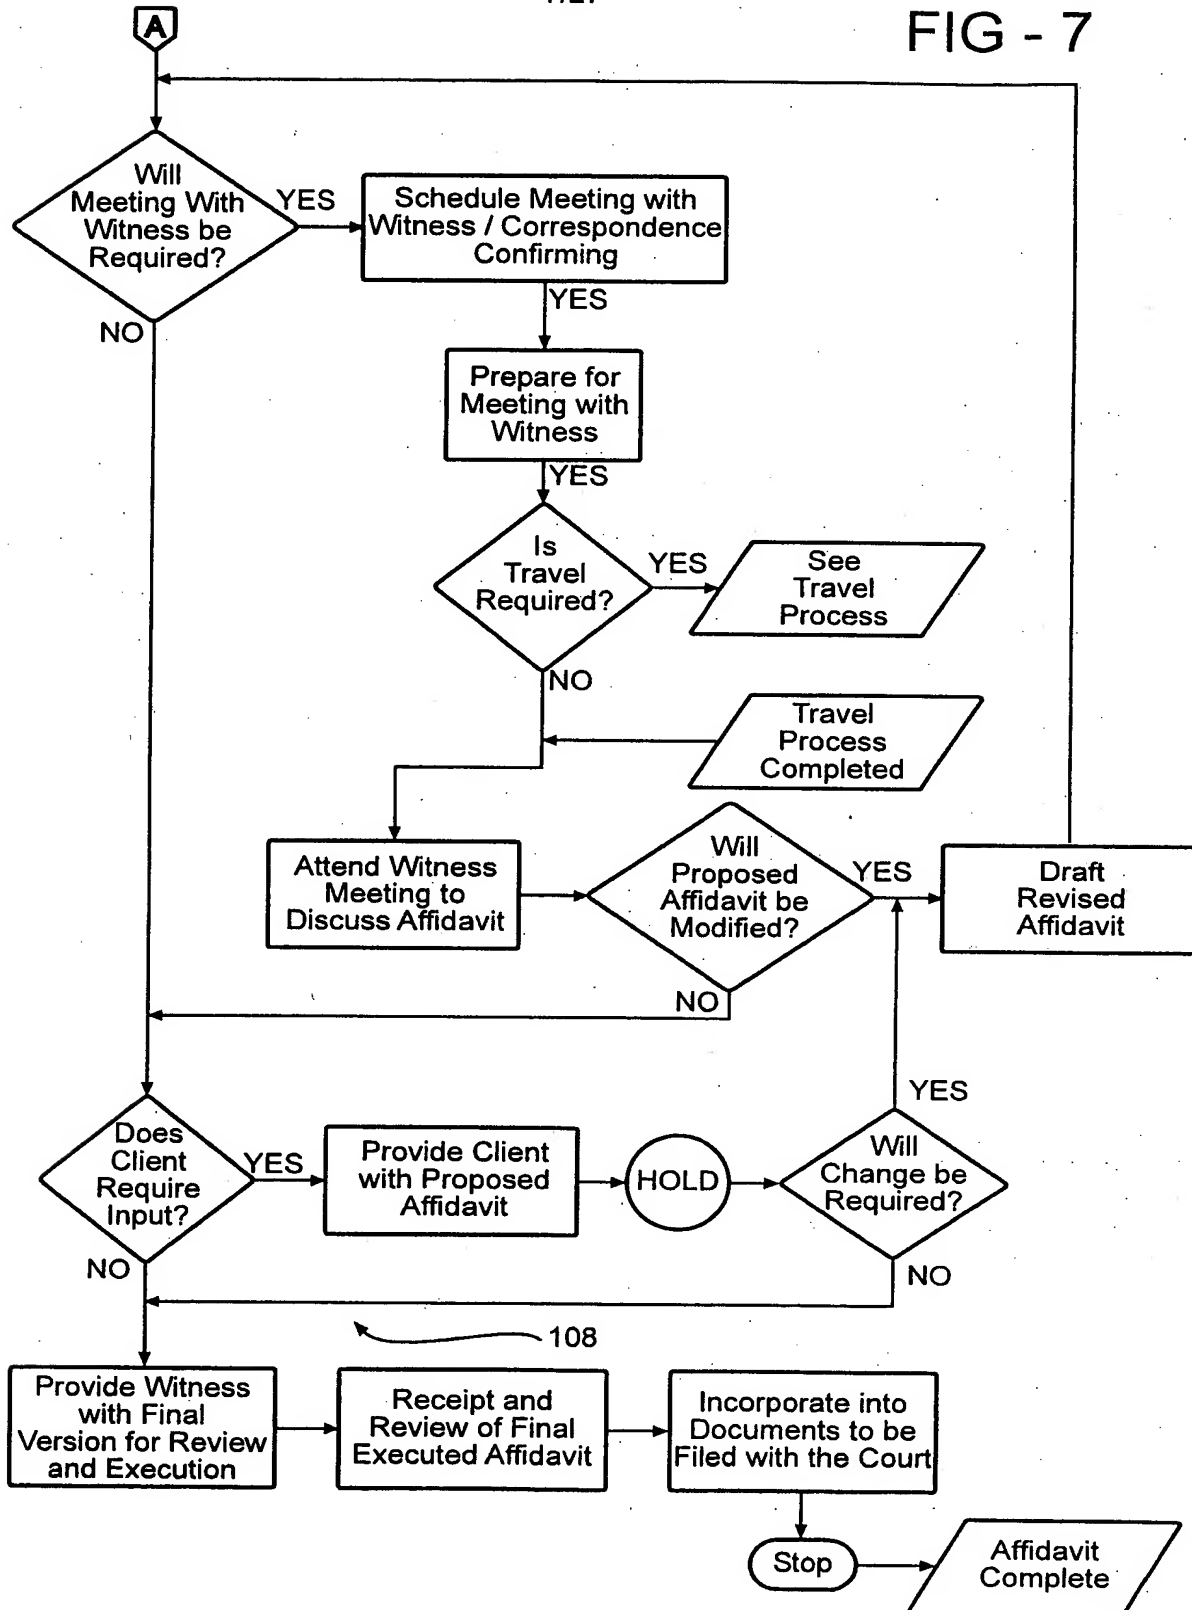 FIG - 7
A
Will
Meeting With
Witness be
Required?
YES
Schedule Meeting with
Witness / Correspondence
Confirming
NO
YES
Prepare for
Meeting with
Witness
YES
Is
Travel
Required?
YES
See
Travel
Process
NO
Travel
Process
Completed
Attend Witness
Meeting to
Discuss Affidavit
Will
Proposed
Affidavit be
Modified?
YES
Draft
Revised
Affidavit
NO
YES
Does
Client
Require
Input?
YES
Provide Client
with Proposed
Affidavit
HOLD
Will
Change be
Required?
NO
NO
108
Provide Witness
with Final
Version for Review
and Execution
Receipt and
Review of Final
Executed Affidavit
Incorporate into
Documents to be
Filed with the Court
Stop
Affidavit
Complete